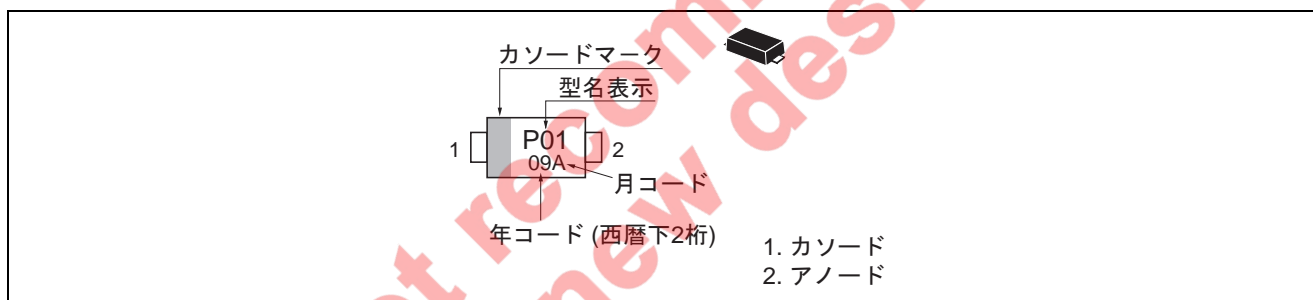 カソードマーク
型名表示
1
P01
2
09A
月コード
年コード (西暦下2桁)
1. カソード
2. アノード